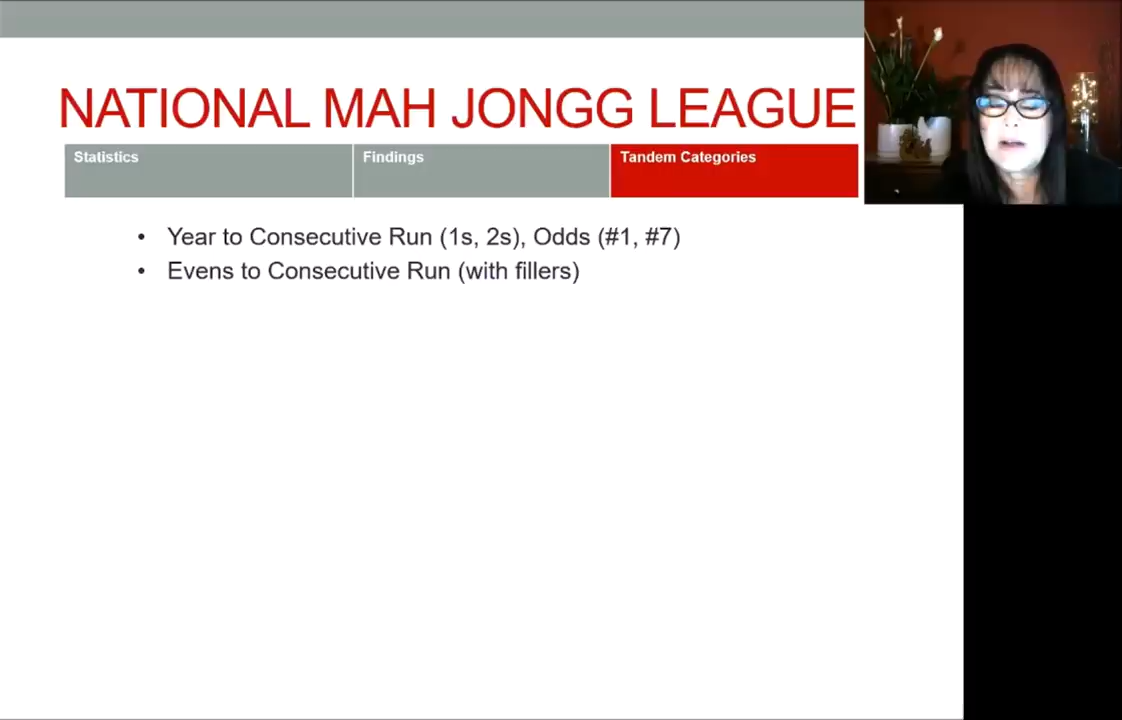 NATIONAL MAH JONGG LEAGUE
Statistics
Findings
Tandem Categories
• Year to Consecutive Run (1s, 2s), Odds (#1, #7)
• Evens to Consecutive Run (with fillers)